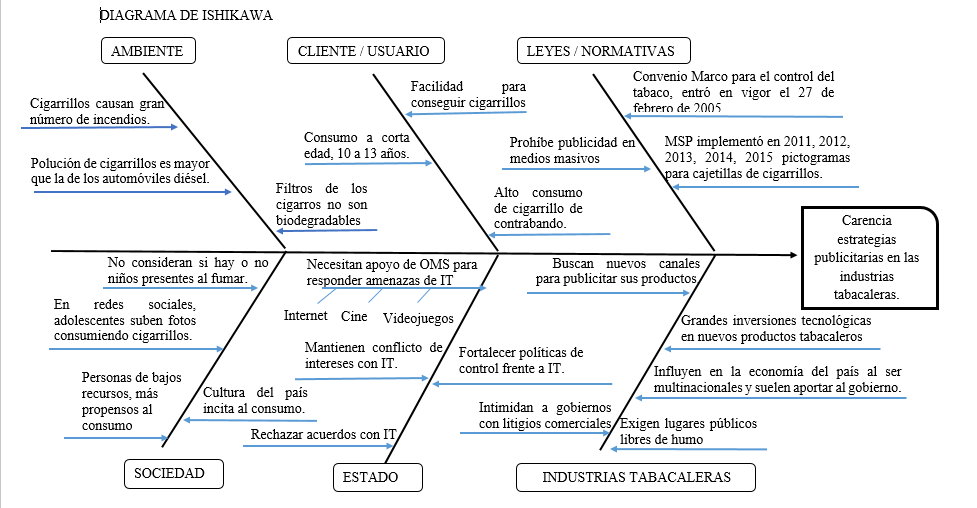 DIAGRAMA DE ISHIKAWA
AMBIENTE
CLIENTE / USUARIO
LEYES / NORMATIVAS
Cigarrillos causan gran
número de incendios.
Polución de cigarrillos es mayor
que la de los automóviles diésel.
Filtros de los
cigarros no son
biodegradables
Facilidad para
conseguir cigarrillos
Consumo a corta
edad, 10 a 13 años.
Alto consumo
de cigarrillo de
contrabando.
Convenio Marco para el control del
tabaco, entró en vigor el 27 de
febrero de 2005
Prohíbe publicidad en
medios masivos
MSP implementó en 2011, 2012,
2013, 2014, 2015 pictogramas
para cajetillas de cigarrillos.
Carencia
estrategias
publicitarias en las
industrias
tabacaleras.
No consideran si hay o no
niños presentes al fumar.
En redes sociales,
adolescentes suben fotos
consumiendo cigarrillos.
Personas de bajos
recursos, más
propensos al
consumo
Cultura del país
incita al consumo.
Necesitan apoyo de OMS para
responder amenazas de IT
Internet
Cine
Videojuegos
Mantienen conflicto de
intereses con IT.
Fortalecer políticas de
control frente a IT.
Rechazar acuerdos con IT
Buscan nuevos canales
para publicitar sus productos
Grandes inversiones tecnológicas
en nuevos productos tabacaleros
Influyen en la economía del país al ser
multinacionales y suelen aportar al gobierno.
Intimidan a gobiernos
con litigios comerciales
Exigen lugares públicos
libres de humo
SOCIEDAD
ESTADO
INDUSTRIAS TABACALERAS